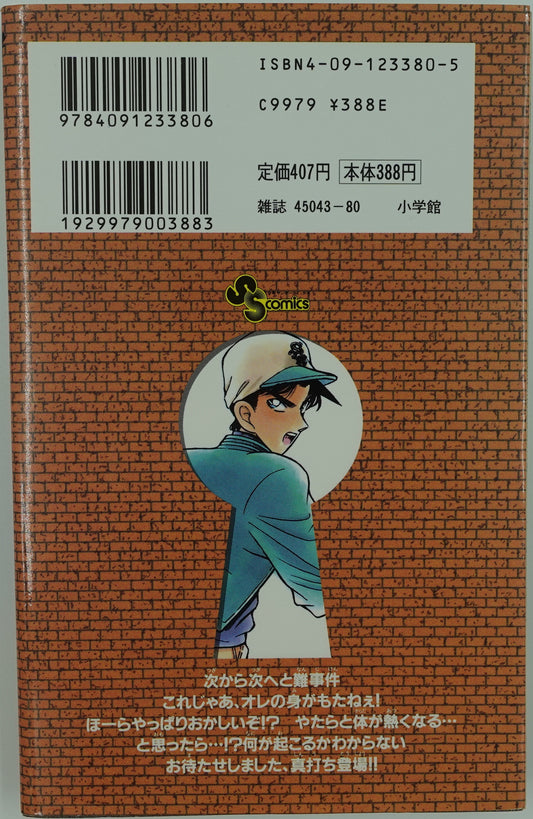 ISBN4-09-123380-5
9784091233806
C9979 ¥388E
定価407円 本体388円
1929979003883
雑誌 45043-80 小学館
SS comics
次から次へと難事件
これじゃあ、オレの身がもたねぇ!
ほーらやっぱりおかしいぞ!? やたらと体が熱くなる…
と思ったら…!?何が起こるかわからない
お待たせしました、真打ち登場!!